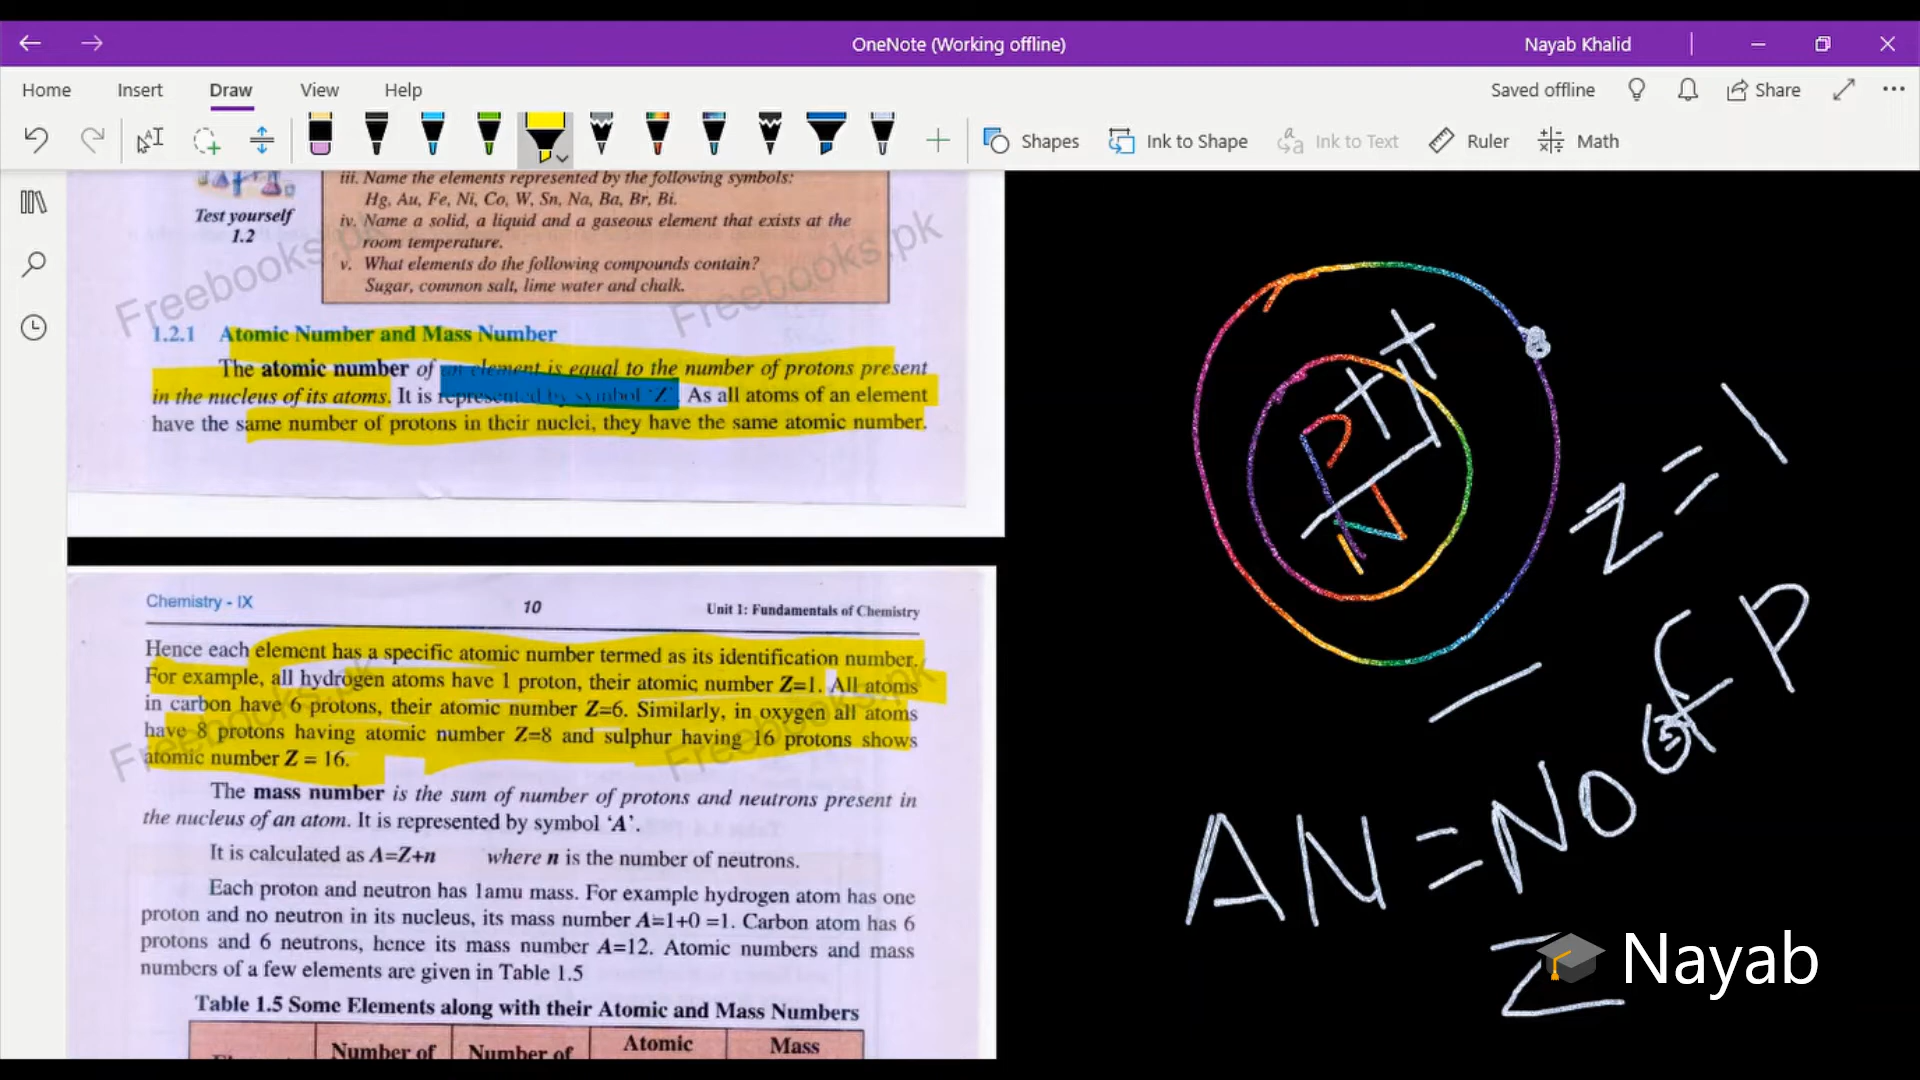 OneNote (Working offline)
Nayab Khalid
Home Insert Draw View Help
Saved offline
Share
Shapes
Ink to Shape
Ink to Text
Ruler
Math
iii. Name the elements represented by the following symbols:
Hg, Au, Fe, Ni, Co, W, Sn, Na, Ba, Br, Bi.
iv. Name a solid, a liquid and a gaseous element that exists at the
room temperature.
v. What elements do the following compounds contain?
Sugar, common salt, lime water and chalk.
Test yourself
1.2
Freebooks.pk
Freebooks.pk
1.2.1 Atomic Number and Mass Number
The atomic number of an element is equal to the number of protons present
in the nucleus of its atoms. It is represented by symbol 'Z'. As all atoms of an element
have the same number of protons in their nuclei, they have the same atomic number.
Chemistry - IX
10
Unit 1: Fundamentals of Chemistry
Hence each element has a specific atomic number termed as its identification number.
For example, all hydrogen atoms have 1 proton, their atomic number Z=1. All atoms
in carbon have 6 protons, their atomic number Z=6. Similarly, in oxygen all atoms
have 8 protons having atomic number Z=8 and sulphur having 16 protons shows
atomic number Z = 16.
Freebooks.pk
Freebooks.pk
The mass number is the sum of number of protons and neutrons present in
the nucleus of an atom. It is represented by symbol 'A'.
It is calculated as A=Z+n where n is the number of neutrons.
Each proton and neutron has 1amu mass. For example hydrogen atom has one
proton and no neutron in its nucleus, its mass number A=1+0 =1. Carbon atom has 6
protons and 6 neutrons, hence its mass number A=12. Atomic numbers and mass
numbers of a few elements are given in Table 1.5
Table 1.5 Some Elements along with their Atomic and Mass Numbers
Number of
Number of
Atomic
Mass
P
N
Z=1
AN=No of P
Z
Nayab